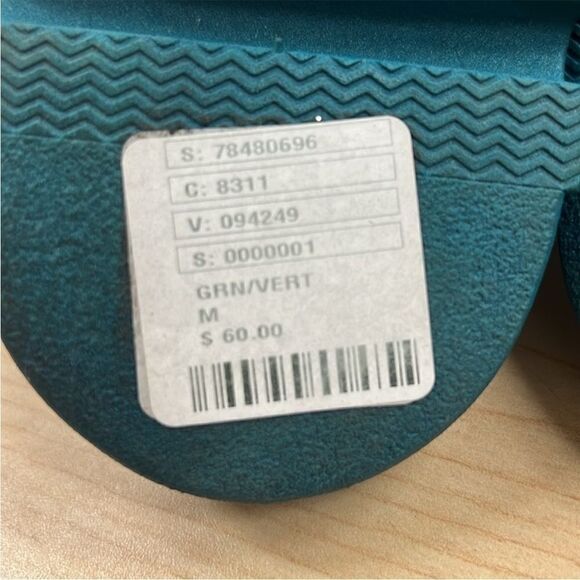 S: 78480696
C: 8311
V: 094249
S: 0000001
GRN/VERT
M
$ 60.00